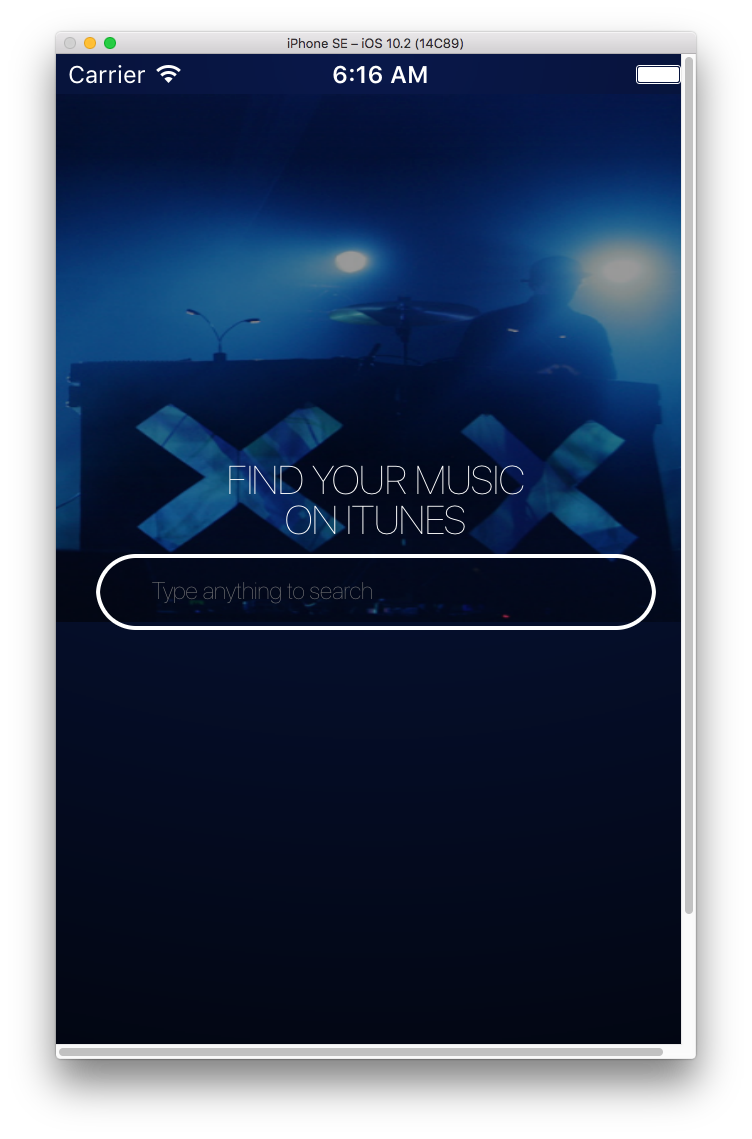 iPhone SE – iOS 10.2 (14C89)
Carrier 6:16 AM
FIND YOUR MUSIC
ON ITUNES
Type anything to search